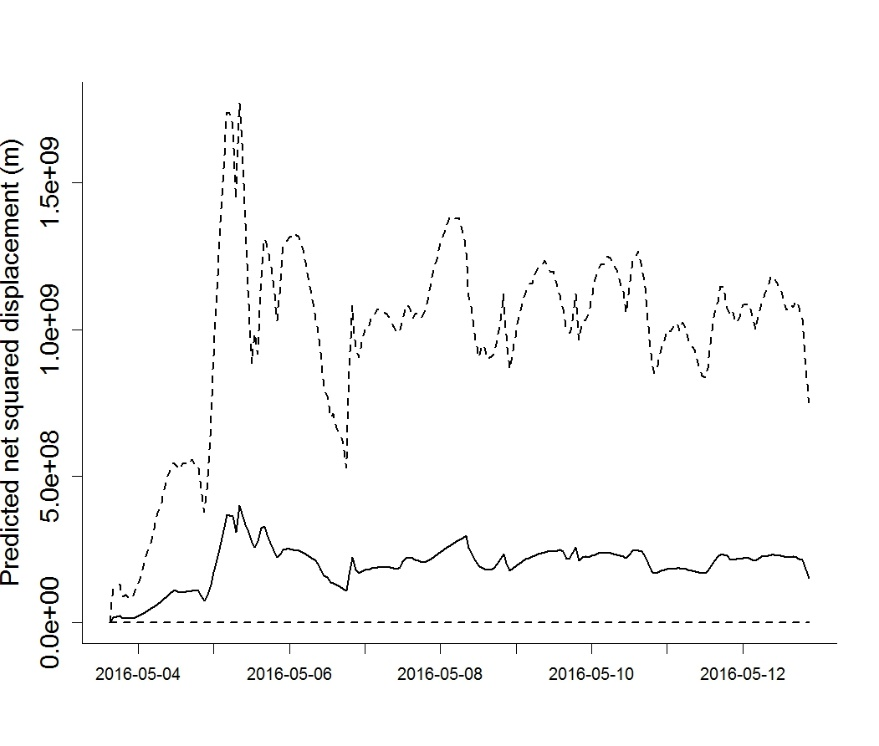 Predicted net squared displacement (m)
1.5e+09
1.0e+09
5.0e+08
0.0e+00
2016-05-04 2016-05-06 2016-05-08 2016-05-10 2016-05-12